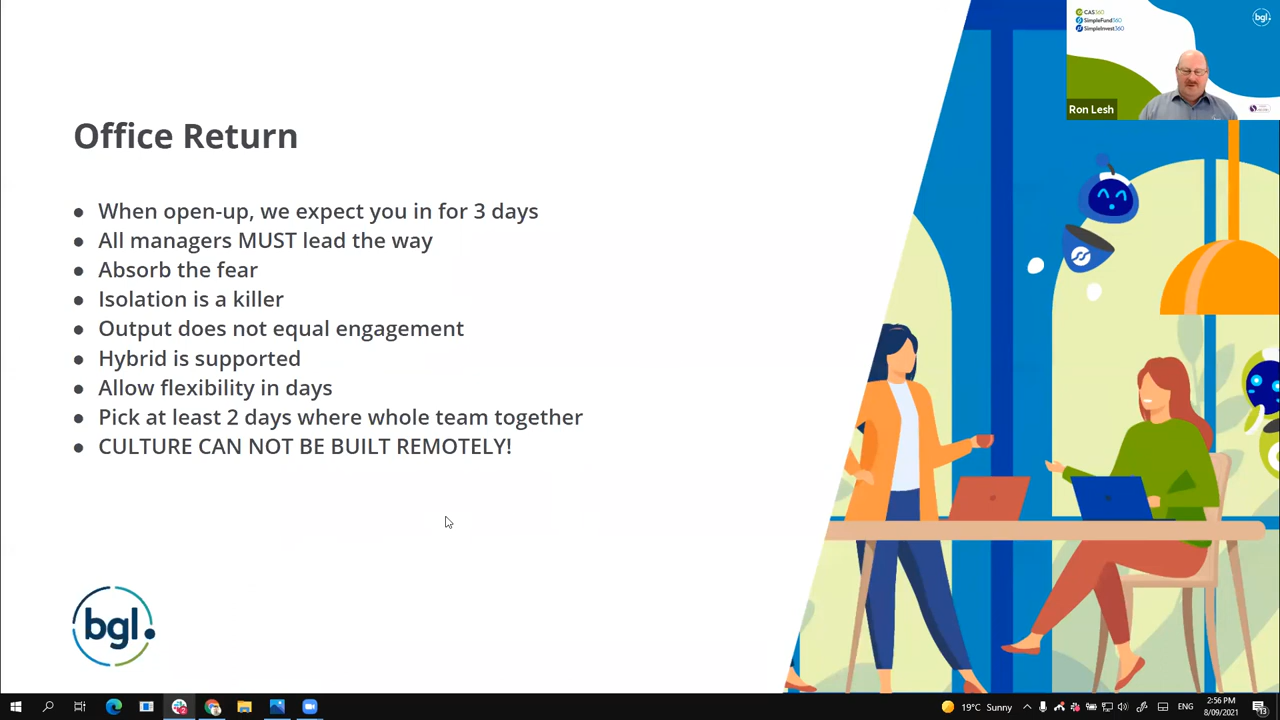 CAS360
SimpleFund360
SimpleInvest360
bgl.
Ron Lesh
Office Return
When open-up, we expect you in for 3 days
All managers MUST lead the way
Absorb the fear
Isolation is a killer
Output does not equal engagement
Hybrid is supported
Allow flexibility in days
Pick at least 2 days where whole team together
CULTURE CAN NOT BE BUILT REMOTELY!
bgl.
19°C Sunny
ENG
2:56 PM
8/09/2021